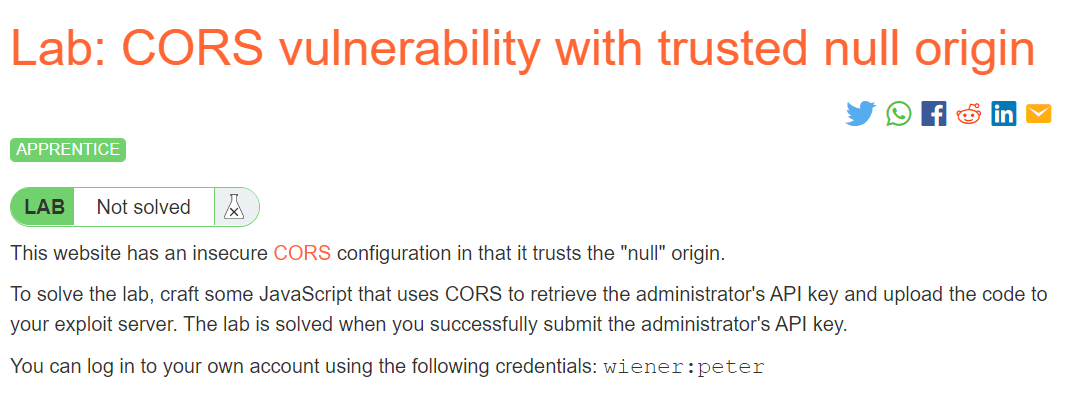 Lab: CORS vulnerability with trusted null origin
in
APPRENTICE
LAB Not solved
This website has an insecure CORS configuration in that it trusts the "null" origin.
To solve the lab, craft some JavaScript that uses CORS to retrieve the administrator's API key and upload the code to
your exploit server. The lab is solved when you successfully submit the administrator's API key.
You can log in to your own account using the following credentials: wiener:peter